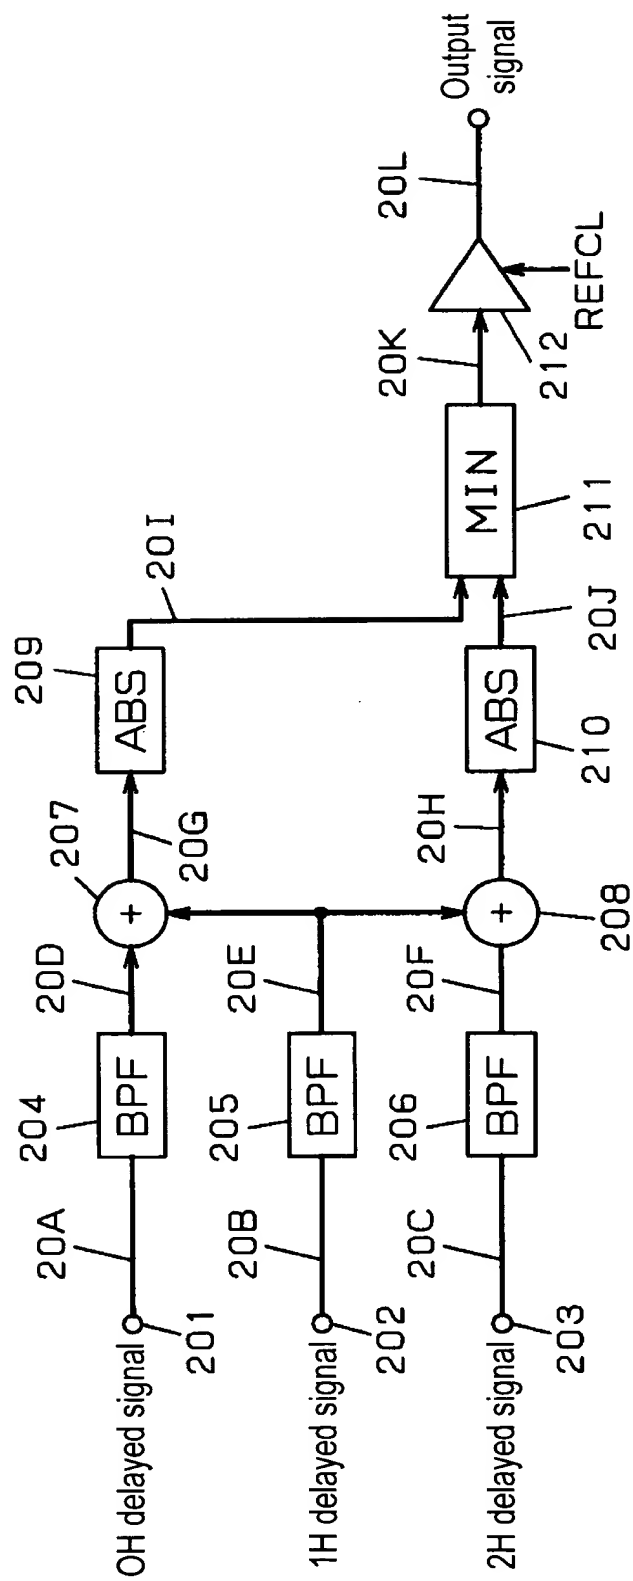 OH delayed signal
201
20A
204
BPF
20D
207
+
20G
209
ABS
20I
1H delayed signal
202
20B
205
BPF
20E
2H delayed signal
203
20C
206
BPF
20F
208
+
20H
210
ABS
20J
211
MIN
20K
212
REFCL
20L
Output
signal